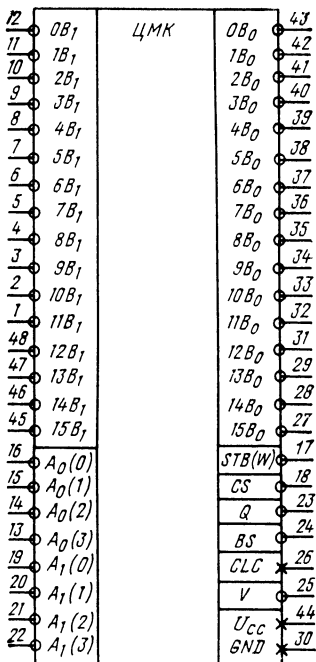 12 0B₁ ЦМК 0B₀ 43
11 1B₁ 1B₀ 42
10 2B₁ 2B₀ 41
9 3B₁ 3B₀ 40
8 4B₁ 4B₀ 39
7 5B₁ 5B₀ 38
6 6B₁ 6B₀ 37
5 7B₁ 7B₀ 36
4 8B₁ 8B₀ 35
3 9B₁ 9B₀ 34
2 10B₁ 10B₀ 33
1 11B₁ 11B₀ 32
48 12B₁ 12B₀ 31
47 13B₁ 13B₀ 29
46 14B₁ 14B₀ 28
45 15B₁ 15B₀ 27
16 A₀(0) STB(W) 17
15 A₀(1) CS 18
14 A₀(2) Q 23
13 A₀(3) BS 24
19 A₁(0) CLC 26
20 A₁(1) V 25
21 A₁(2) U_CC 44
22 A₁(3) GND 30